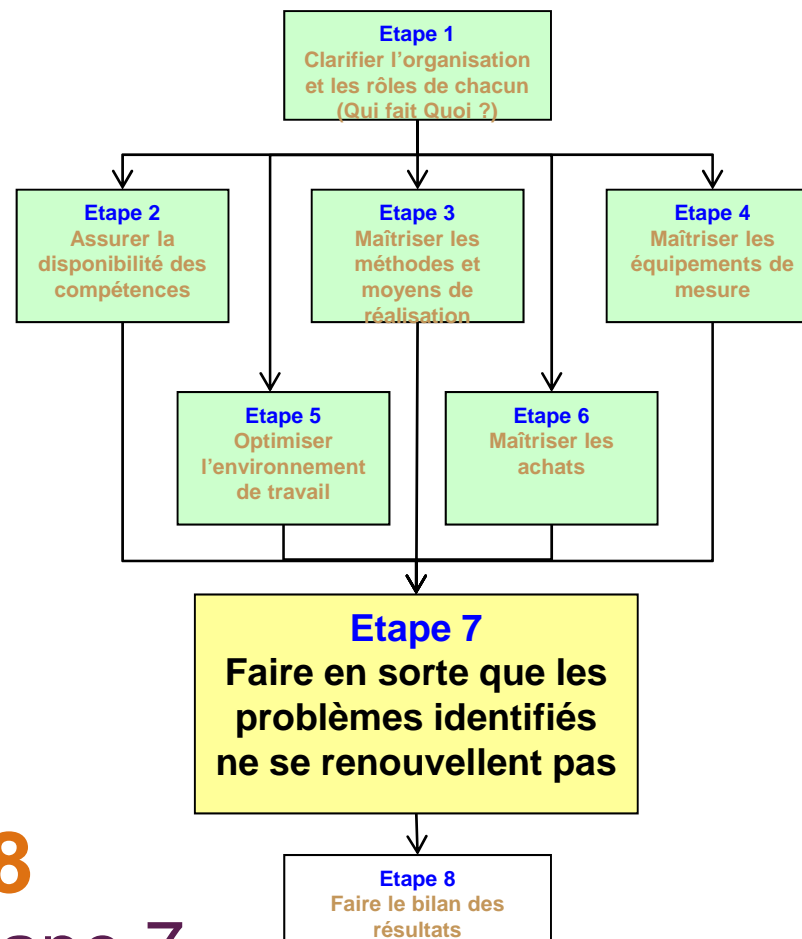 Etape 1
Clarifier l’organisation
et les rôles de chacun
(Qui fait Quoi ?)
Etape 2
Assurer la
disponibilité des
compétences
Etape 3
Maîtriser les
méthodes et
moyens de
réalisation
Etape 4
Maîtriser les
équipements de
mesure
Etape 5
Optimiser
l’environnement
de travail
Etape 6
Maîtriser les
achats
Etape 7
Faire en sorte que les
problèmes identifiés
ne se renouvellent pas
8
Etape 8
Faire le bilan des
résultats
7